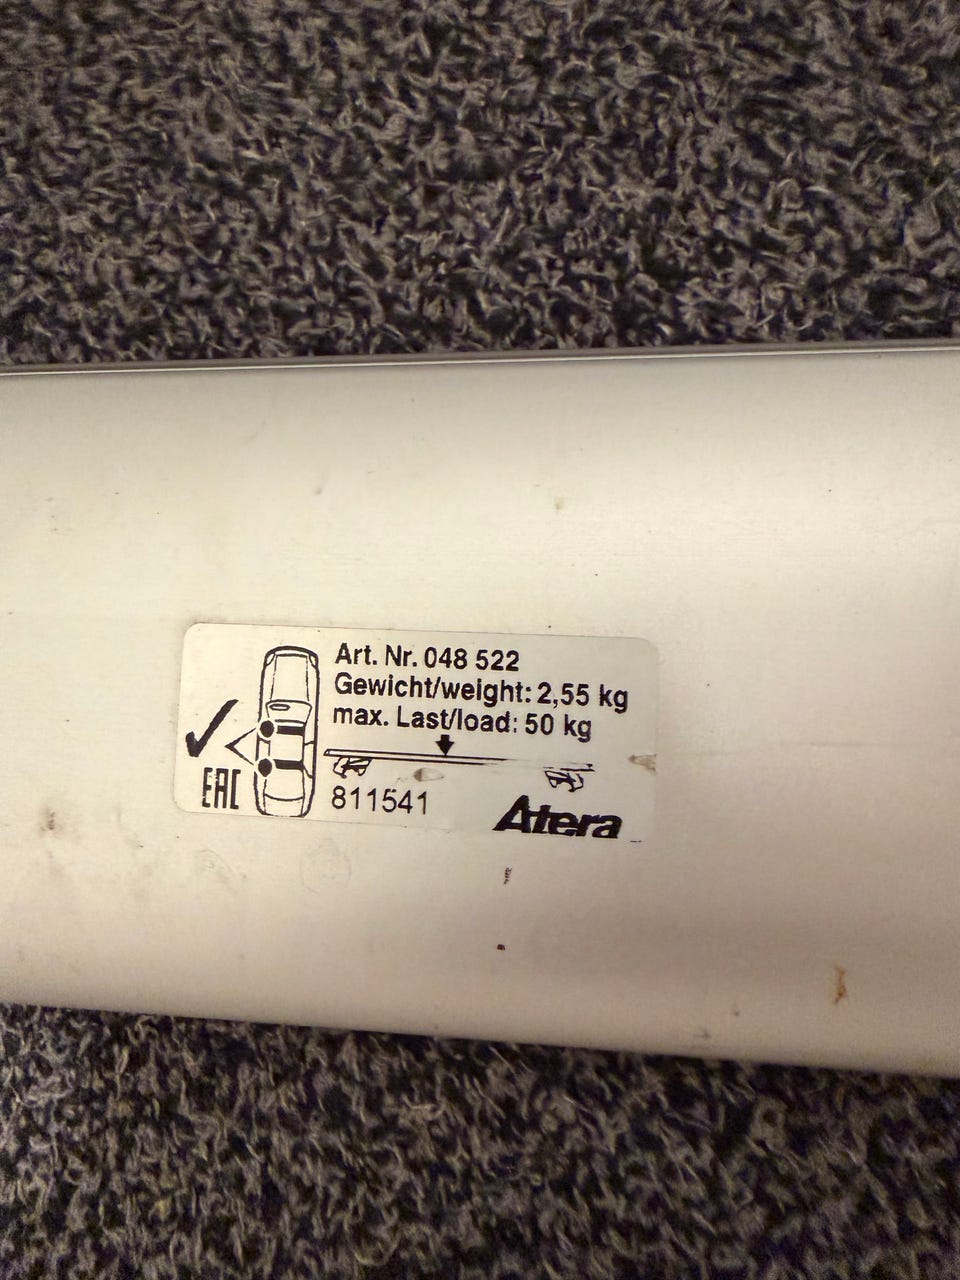 Art. Nr. 048 522
Gewicht/weight: 2,55 kg
max. Last/load: 50 kg
EAC
811541
Atera